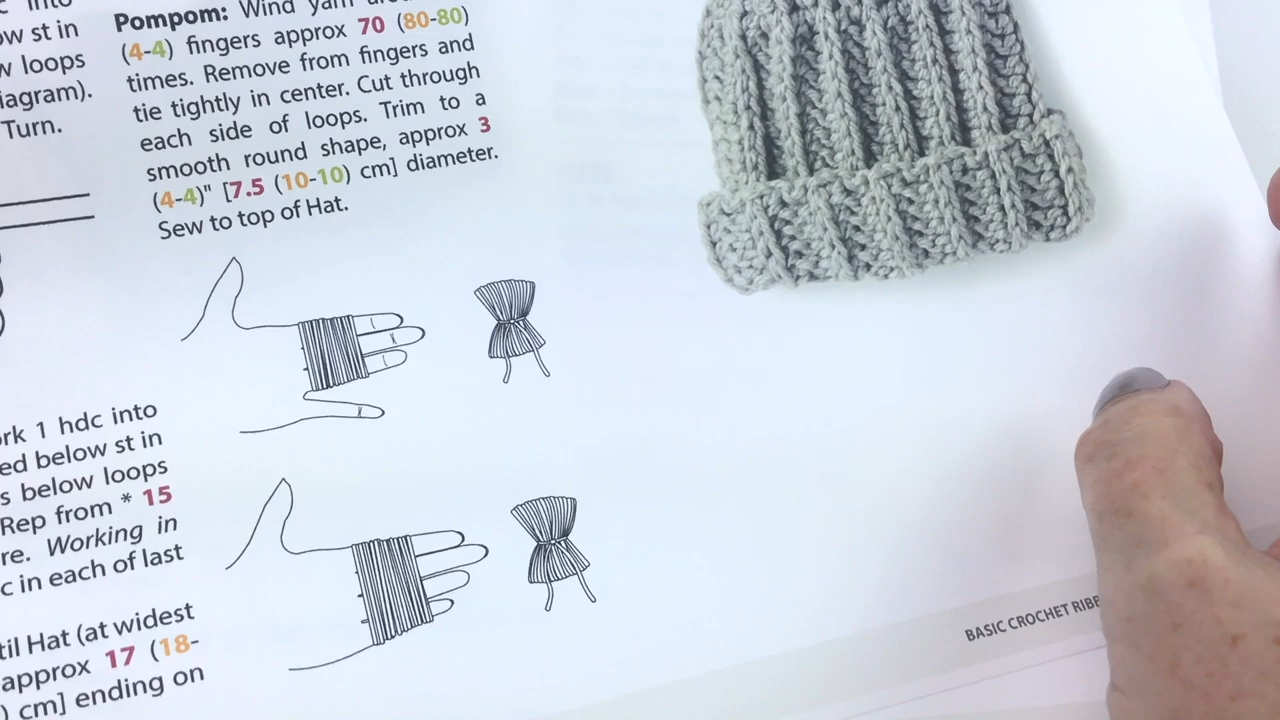 ow st in
loops
iagram).
Turn.
Pompom: Wind yarn
(4-4) fingers approx 70 (80-80)
times. Remove from fingers and
tie tightly in center. Cut through
each side of loops. Trim to a
smooth round shape, approx 3
(4-4)" [7.5 (10-10) cm] diameter.
Sew to top of Hat.
rk 1 hdc into
ed below st in
s below loops
Rep from * 15
re. Working in
c in each of last
til Hat (at widest
approx 17 (18-
) cm] ending on
BASIC CROCHET RIBB